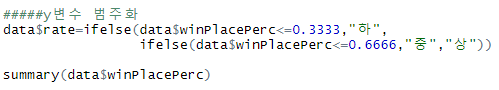 #####y변수 범주화
data$rate=ifelse(data$winPlacePerc<=0.3333,"하",
ifelse(data$winPlacePerc<=0.6666,"중","상"))
summary(data$winPlacePerc)